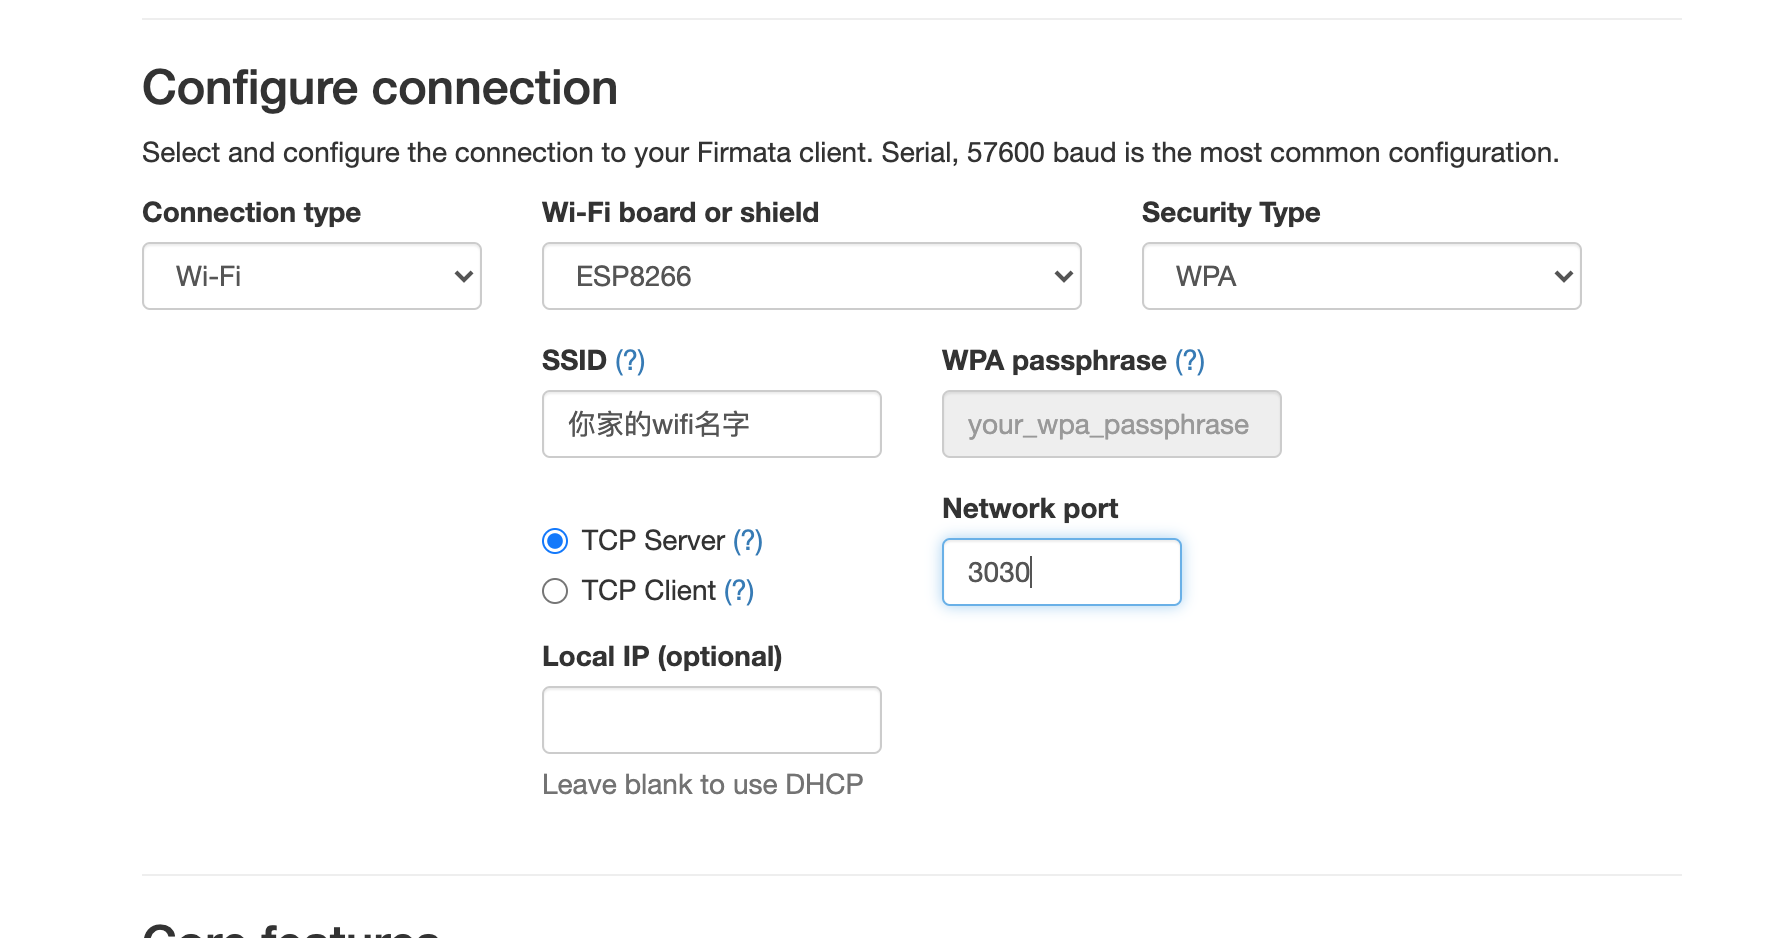 Configure connection
Select and configure the connection to your Firmata client. Serial, 57600 baud is the most common configuration.
Connection type
Wi-Fi board or shield
Security Type
Wi-Fi
ESP8266
WPA
SSID (?)
WPA passphrase (?)
你家的wifi名字
your_wpa_passphrase
Network port
TCP Server (?)
3030
TCP Client (?)
Local IP (optional)
Leave blank to use DHCP
Core features